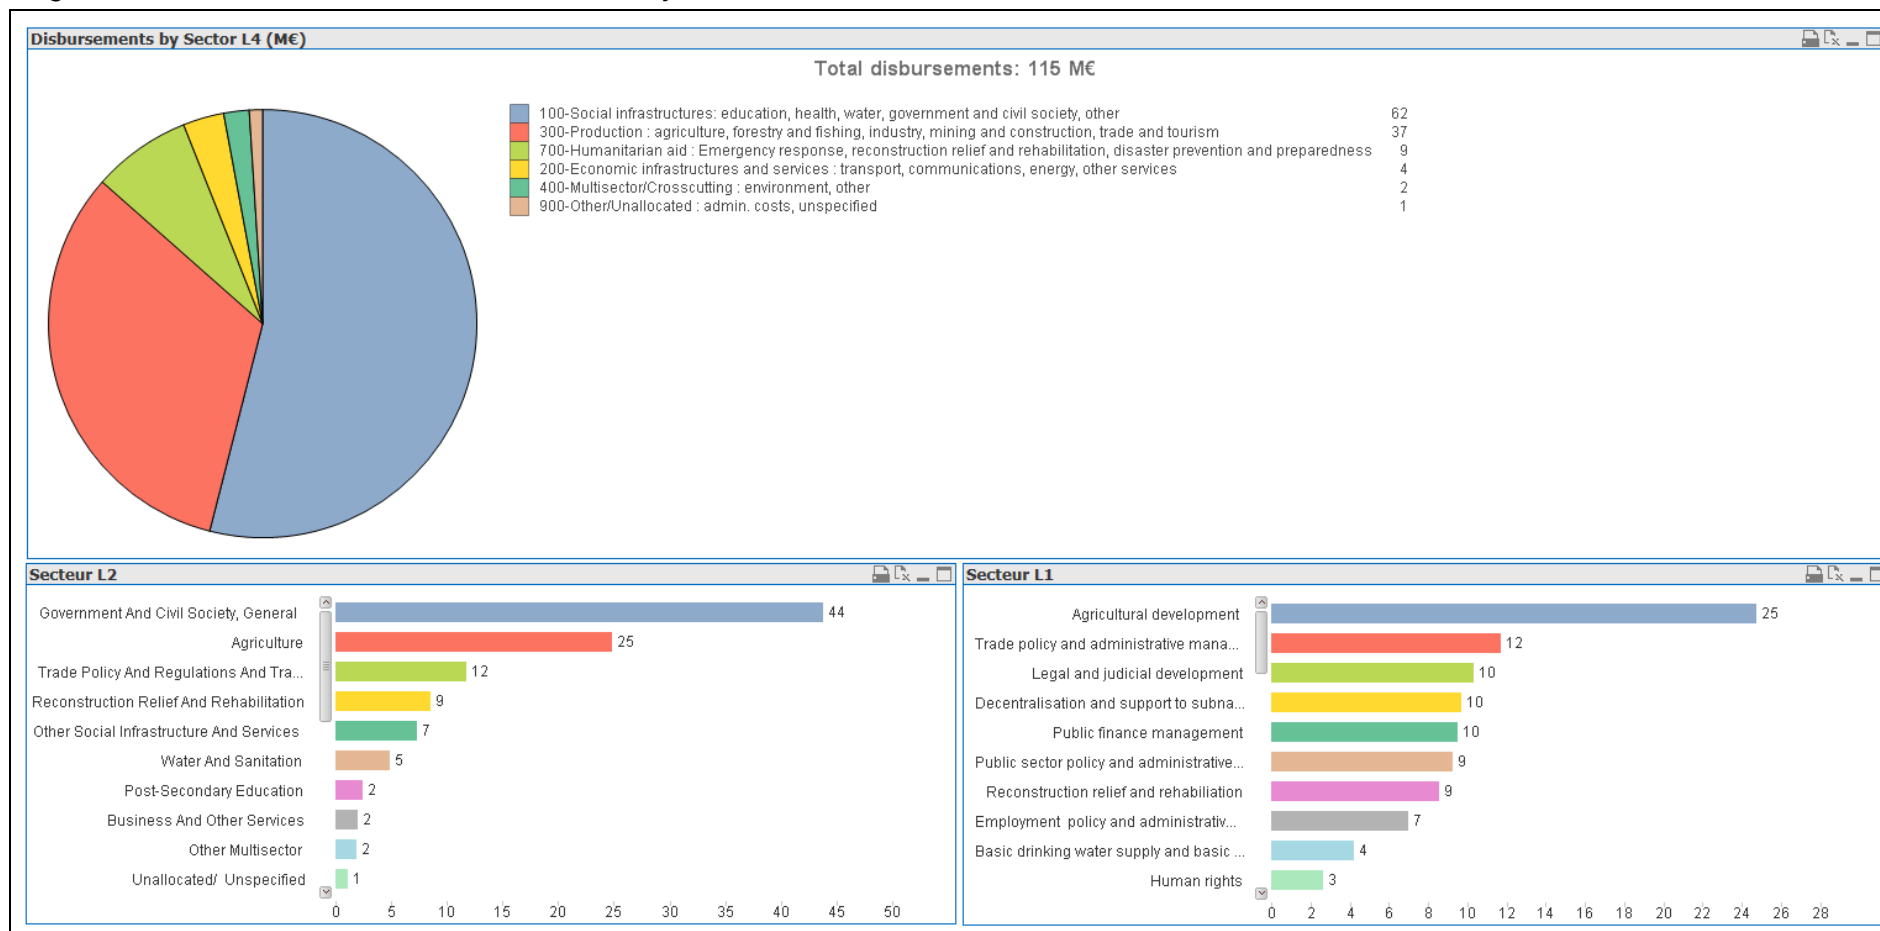 Disbursements by Sector L4 (M€)
Total disbursements: 115 M€
100-Social infrastructures: education, health, water, government and civil society, other 62
300-Production : agriculture, forestry and fishing, industry, mining and construction, trade and tourism 37
700-Humanitarian aid : Emergency response, reconstruction relief and rehabilitation, disaster prevention and preparedness 9
200-Economic infrastructures and services : transport, communications, energy, other services 4
400-Multisector/Crosscutting : environment, other 2
900-Other/Unallocated : admin. costs, unspecified 1
Secteur L2
Government And Civil Society, General 44
Agriculture 25
Trade Policy And Regulations And Tra... 12
Reconstruction Relief And Rehabilitation 9
Other Social Infrastructure And Services 7
Water And Sanitation 5
Post-Secondary Education 2
Business And Other Services 2
Other Multisector 2
Unallocated/ Unspecified 1
0 5 10 15 20 25 30 35 40 45 50
Secteur L1
Agricultural development 25
Trade policy and administrative mana... 12
Legal and judicial development 10
Decentralisation and support to subna... 10
Public finance management 10
Public sector policy and administrative... 9
Reconstruction relief and rehabiliation 9
Employment policy and administrativ... 7
Basic drinking water supply and basic ... 4
Human rights 3
0 2 4 6 8 10 12 14 16 18 20 22 24 26 28